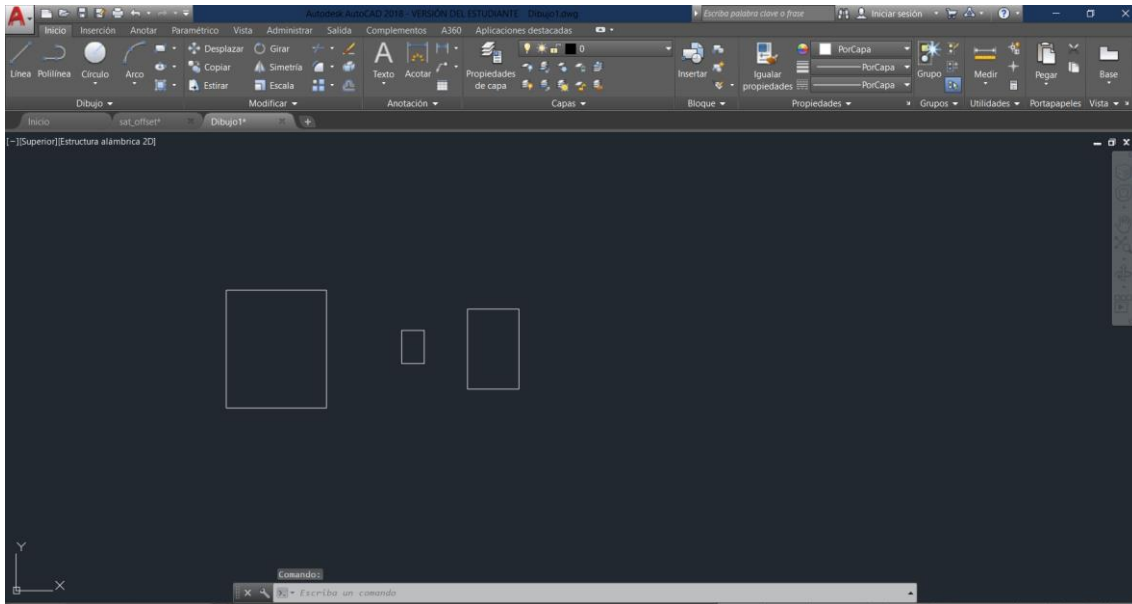 A Autodesk AutoCAD 2018 - VERSIÓN DEL ESTUDIANTE Dibujo1.dwg Escriba palabra clave o frase Iniciar sesión
Inicio Inserción Anotar Paramétrico Vista Administrar Salida Complementos A360 Aplicaciones destacadas
Desplazar Girar 0 PorCapa
Línea Polilínea Círculo Arco Copiar Simetría Texto Acotar Propiedades de capa Insertar Igualar propiedades PorCapa Grupo Medir Pegar Base
Estirar Escala PorCapa
Dibujo Modificar Anotación Capas Bloque Propiedades Grupos Utilidades Portapapeles Vista
Inicio sat_offset* Dibujo1* +
[−][Superior][Estructura alámbrica 2D]
Y
X
Comando:
Escriba un comando